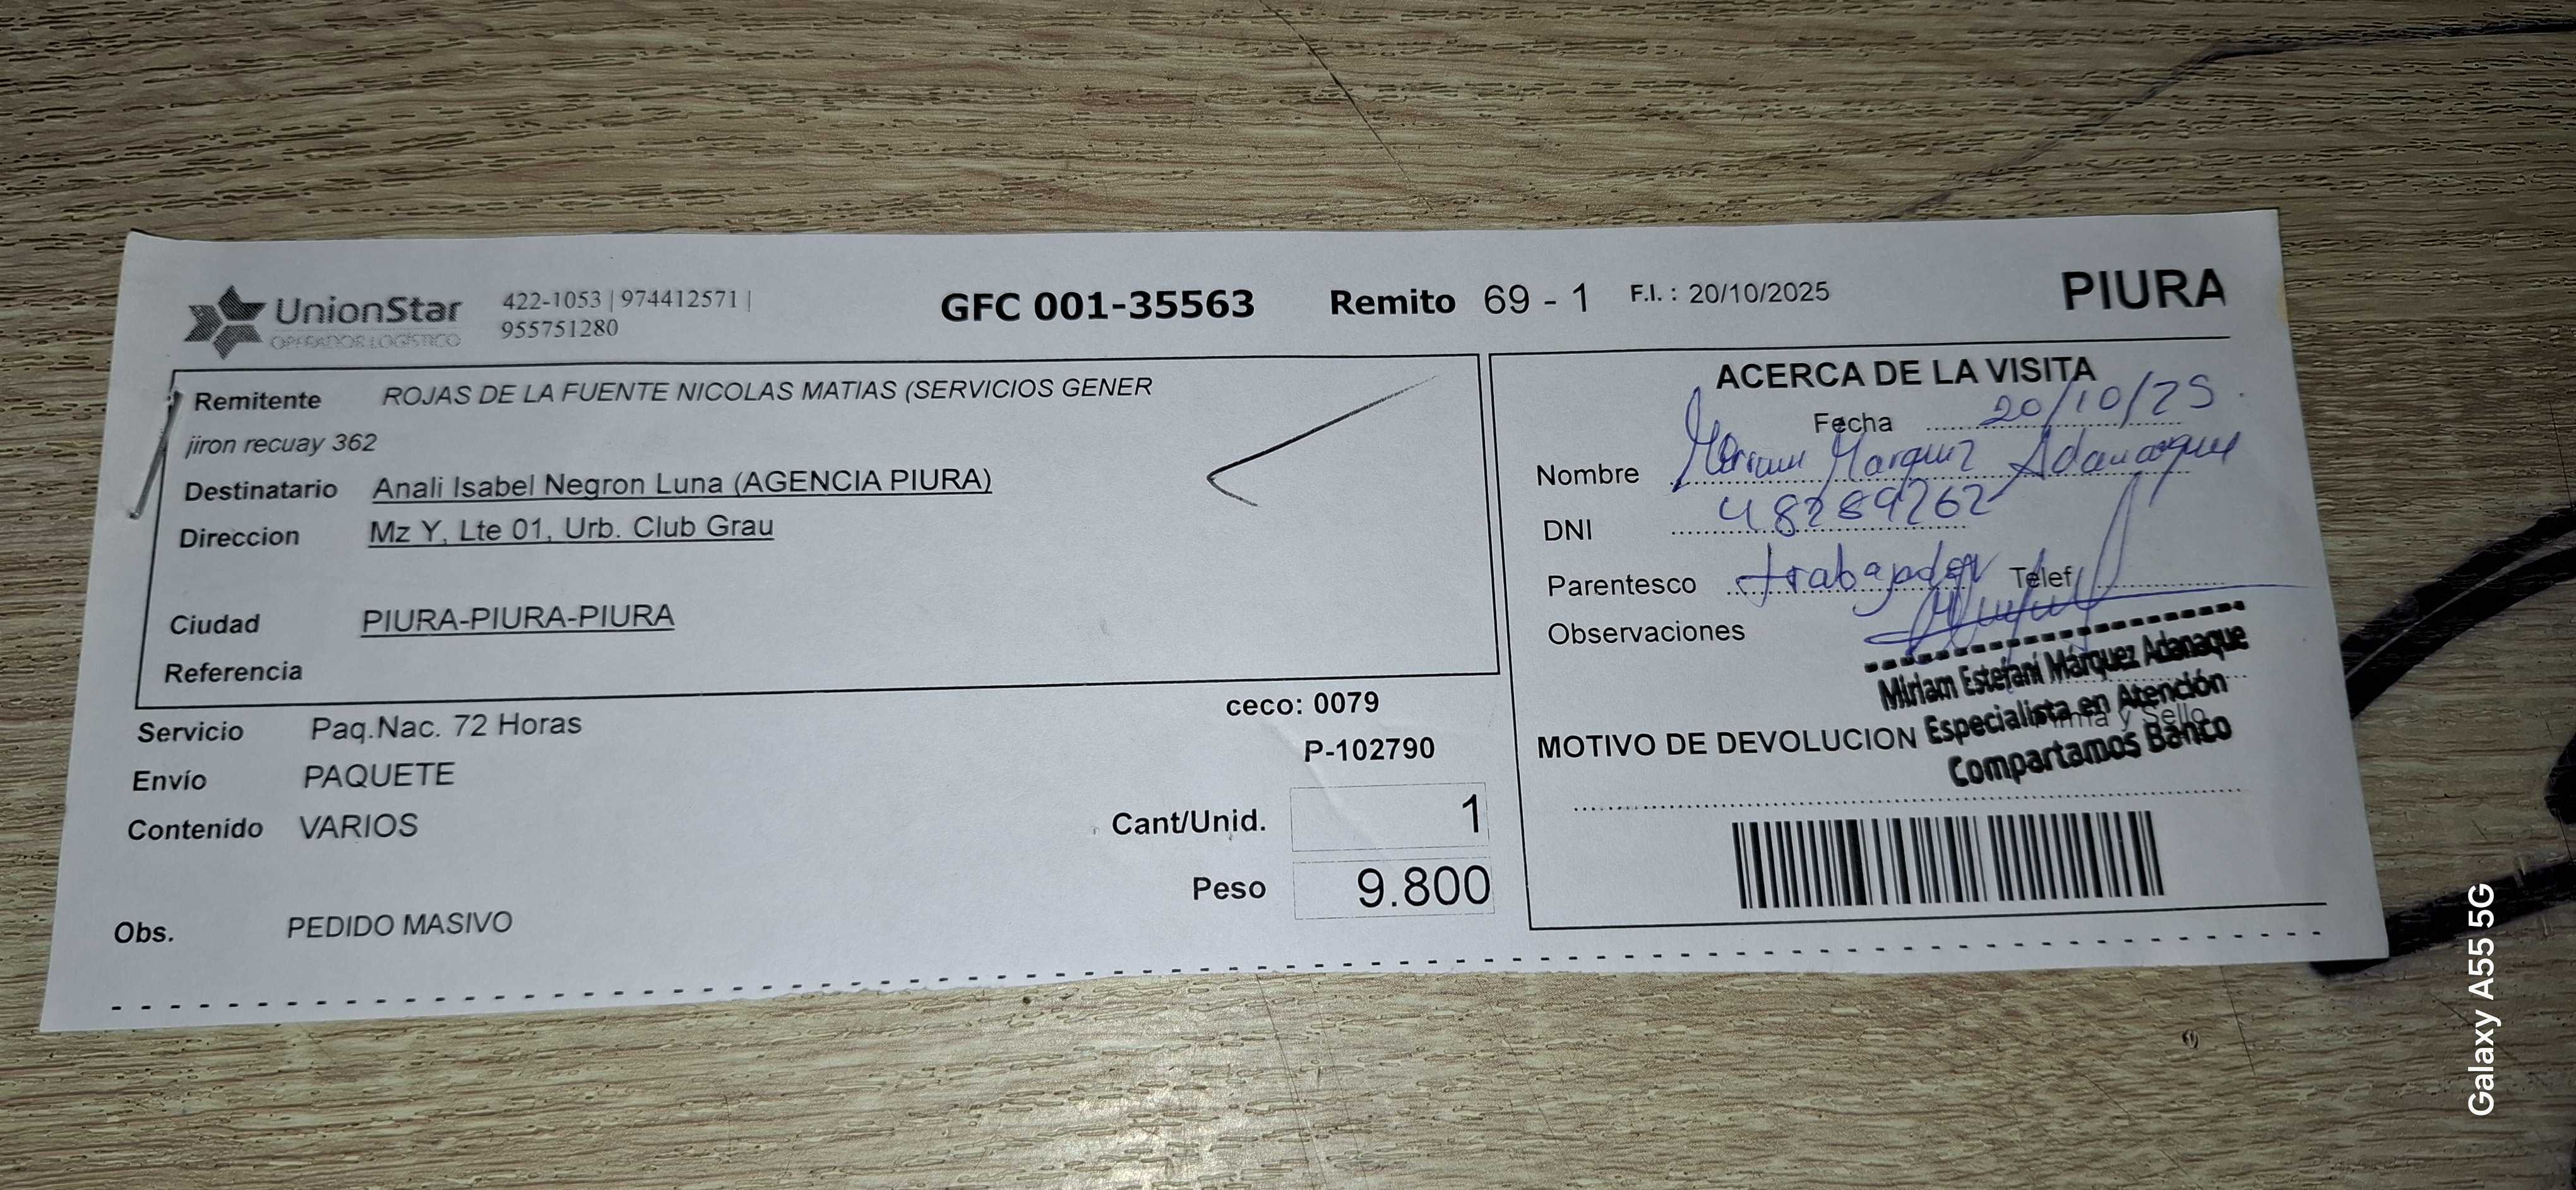 UnionStar
OPERADOR LOGÍSTICO
422-1053 | 974412571 |
955751280
GFC 001-35563
Remito 69 - 1
F.I. : 20/10/2025
PIURA
Remitente ROJAS DE LA FUENTE NICOLAS MATIAS (SERVICIOS GENER
jiron recuay 362
Destinatario Anali Isabel Negron Luna (AGENCIA PIURA)
Direccion Mz Y, Lte 01, Urb. Club Grau
Ciudad PIURA-PIURA-PIURA
Referencia
Servicio Paq.Nac. 72 Horas
Envío PAQUETE
Contenido VARIOS
Obs. PEDIDO MASIVO
ceco: 0079
P-102790
Cant/Unid. 1
Peso 9.800
ACERCA DE LA VISITA
Fecha 20/10/25.
Nombre Miriam Marquez Adanaque
DNI 48289262
Parentesco trabajador Telef
Observaciones
Miriam Estefani Márquez Adanaque
Especialista en Atención
Compartamos Banco
Firma y Sello
MOTIVO DE DEVOLUCION
Galaxy A55 5G